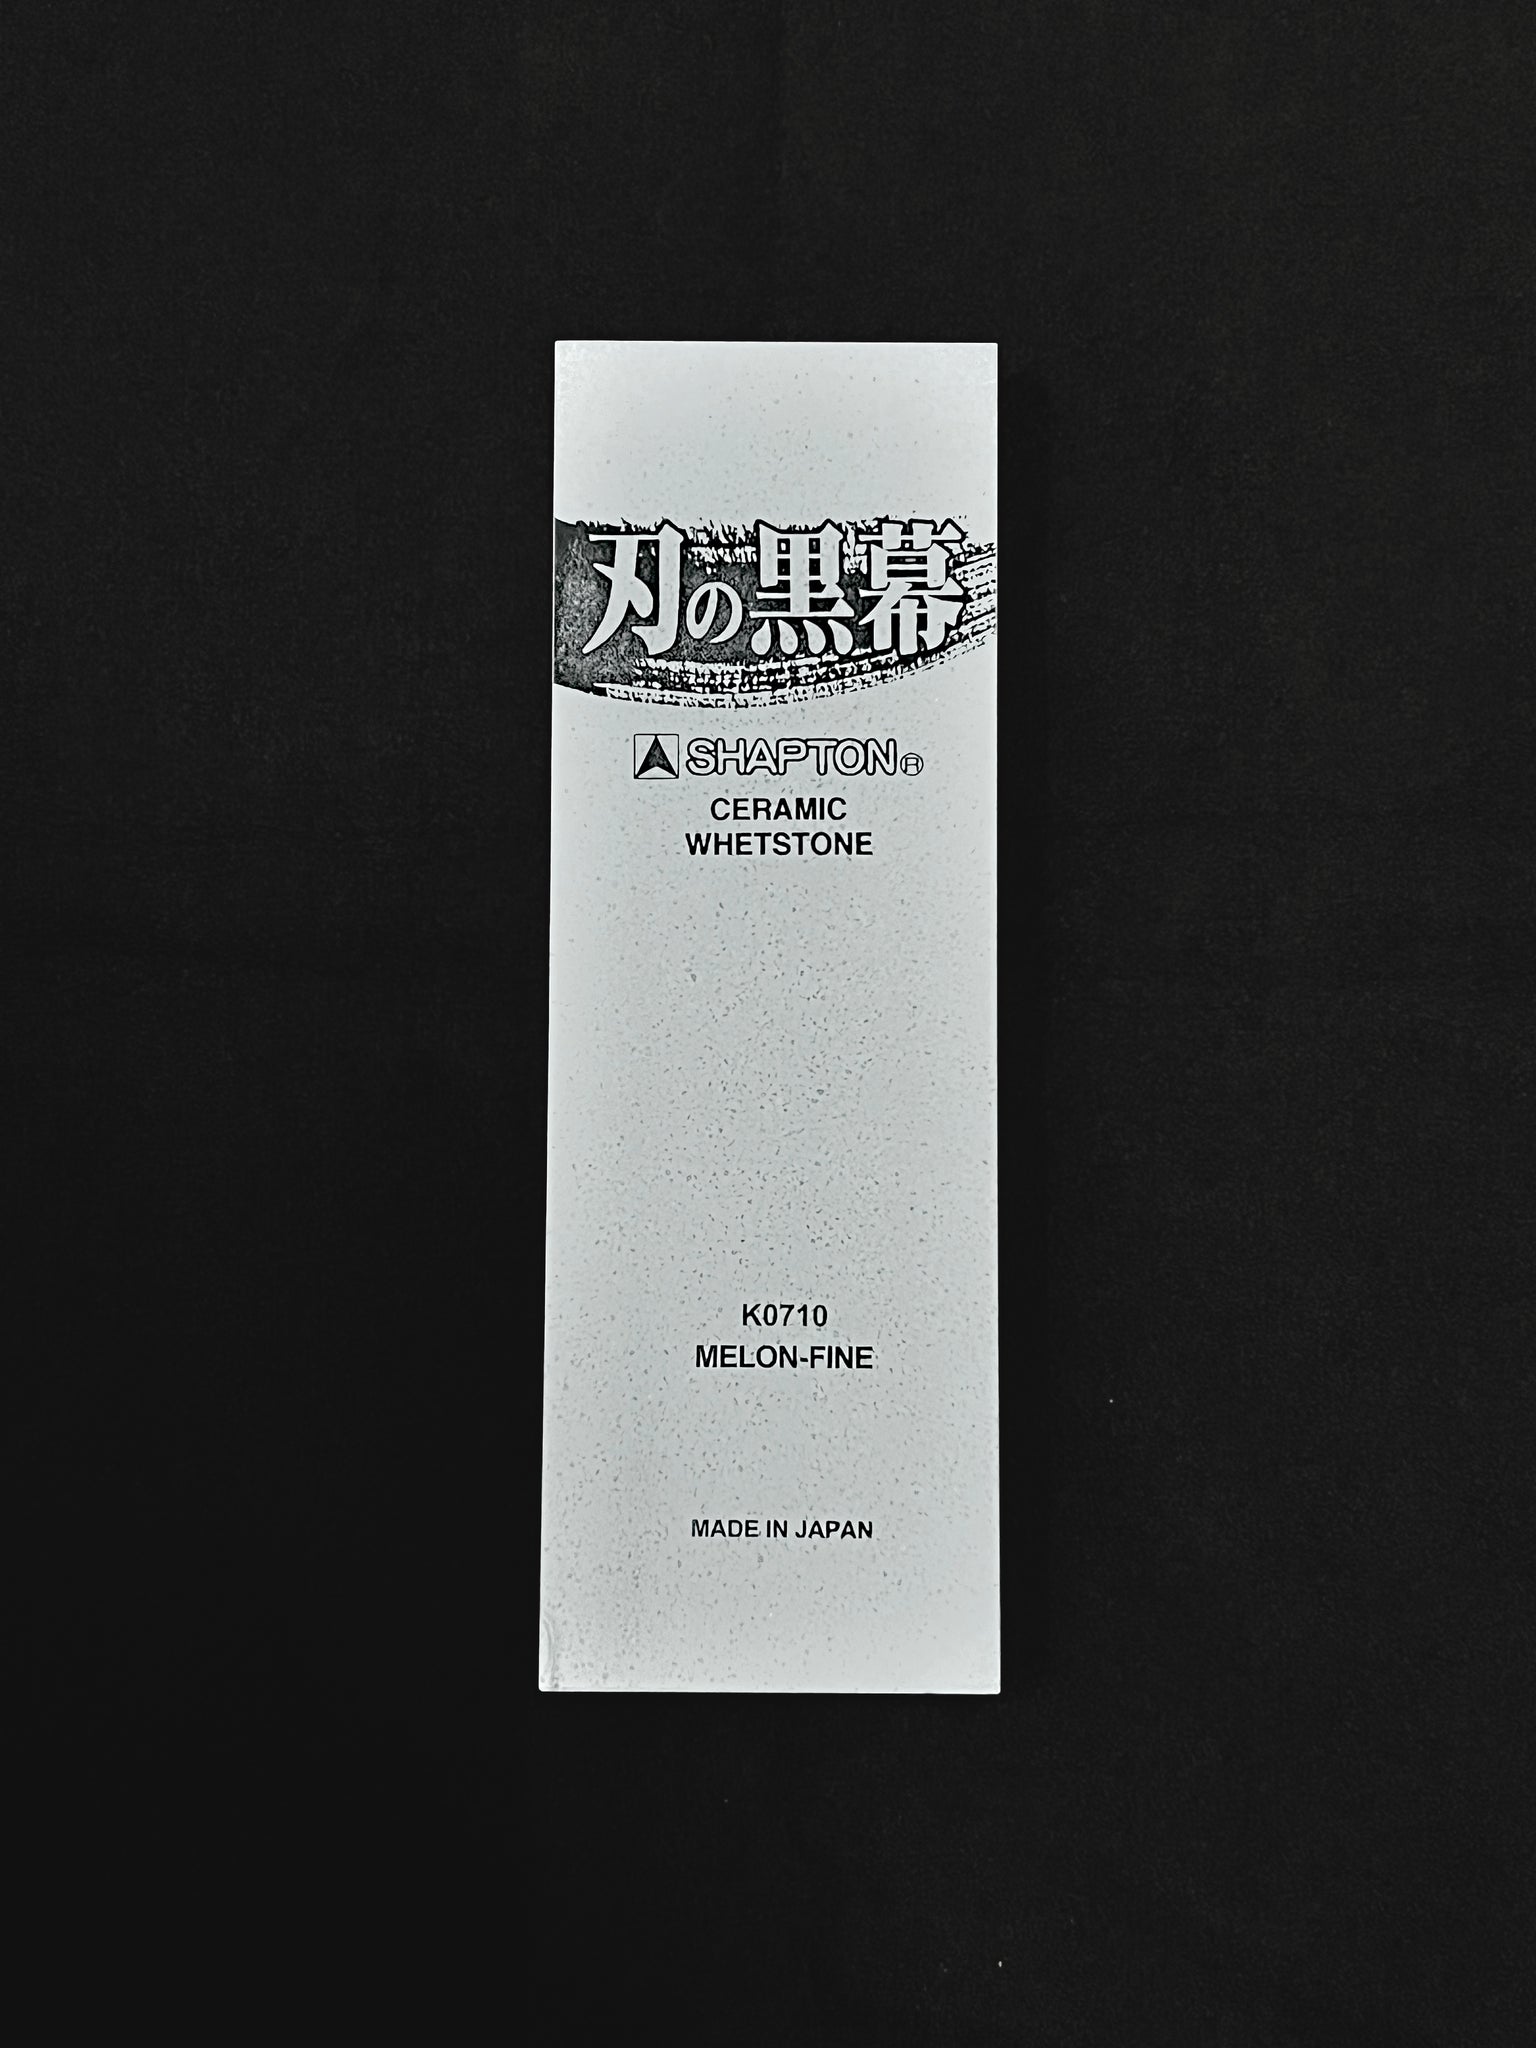 刃の黒幕
SHAPTON®
CERAMIC
WHETSTONE
K0710
MELON-FINE
MADE IN JAPAN